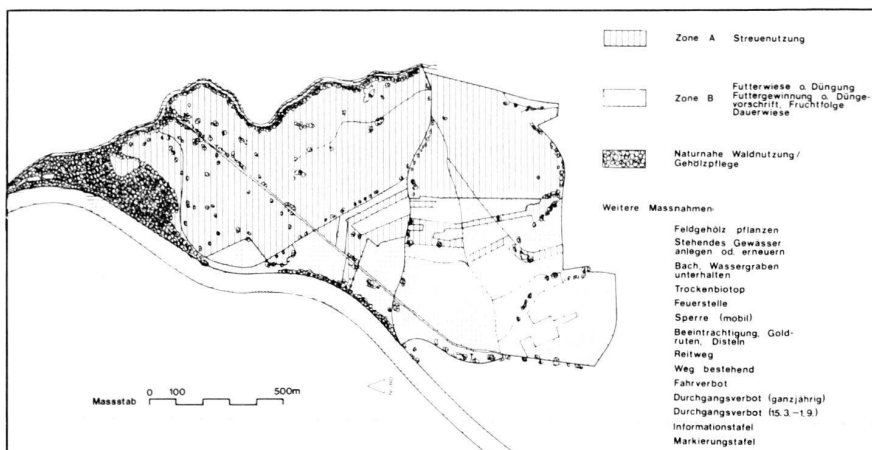 Zone A Streuenutzung
Zone B Futterwiese o. Düngung
Futtergewinnung o. Dünge-
vorschrift, Fruchtfolge
Dauerwiese
Naturnahe Waldnutzung/
Gehölzpflege
Weitere Massnahmen:
Feldgehölz pflanzen
Stehendes Gewässer
anlegen od. erneuern
Bach, Wassergraben
unterhalten
Trockenbiotop
Feuerstelle
Sperre (mobil)
Beeinträchtigung, Gold-
ruten, Disteln
Reitweg
Weg bestehend
Fahrverbot
Durchgangsverbot (ganzjährig)
Durchgangsverbot (15.3.–1.9.)
Informationstafel
Markierungstafel
Massstab 0 100 500m